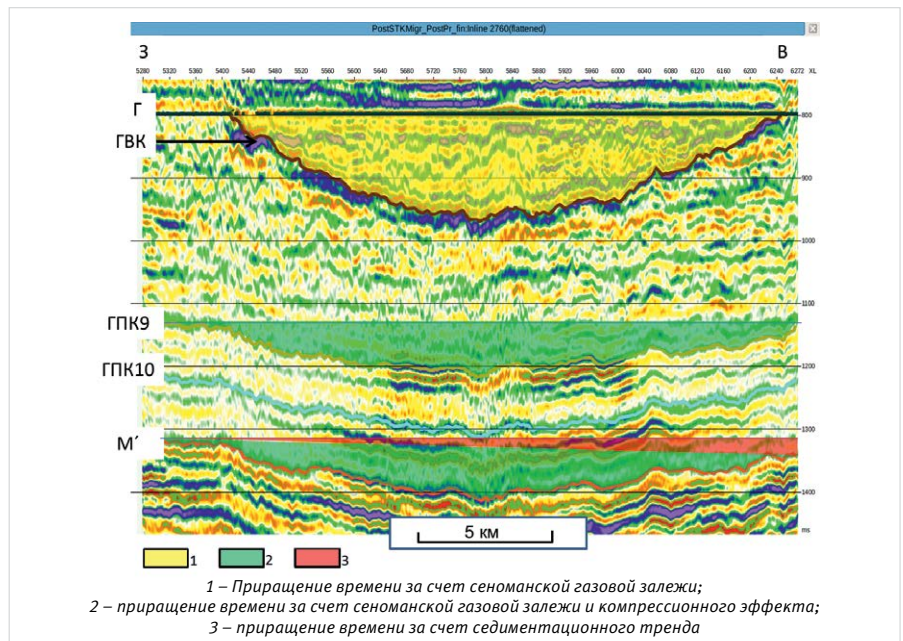 PostSTKMigr_PostPr_fin:Inline 2760(flattened)
З В
5280 5320 5360 5400 5440 5480 5520 5560 5600 5640 5680 5720 5760 5800 5840 5880 5920 5960 6000 6040 6080 6120 6160 6200 6240 6272 XL
Г
800
ГВК
900
1000
1100
ГПК9
1200
ГПК10
1300
М′
1400
ms
5 км
1 2 3
1 – Приращение времени за счет сеноманской газовой залежи;
2 – приращение времени за счет сеноманской газовой залежи и компрессионного эффекта;
3 – приращение времени за счет седиментационного тренда